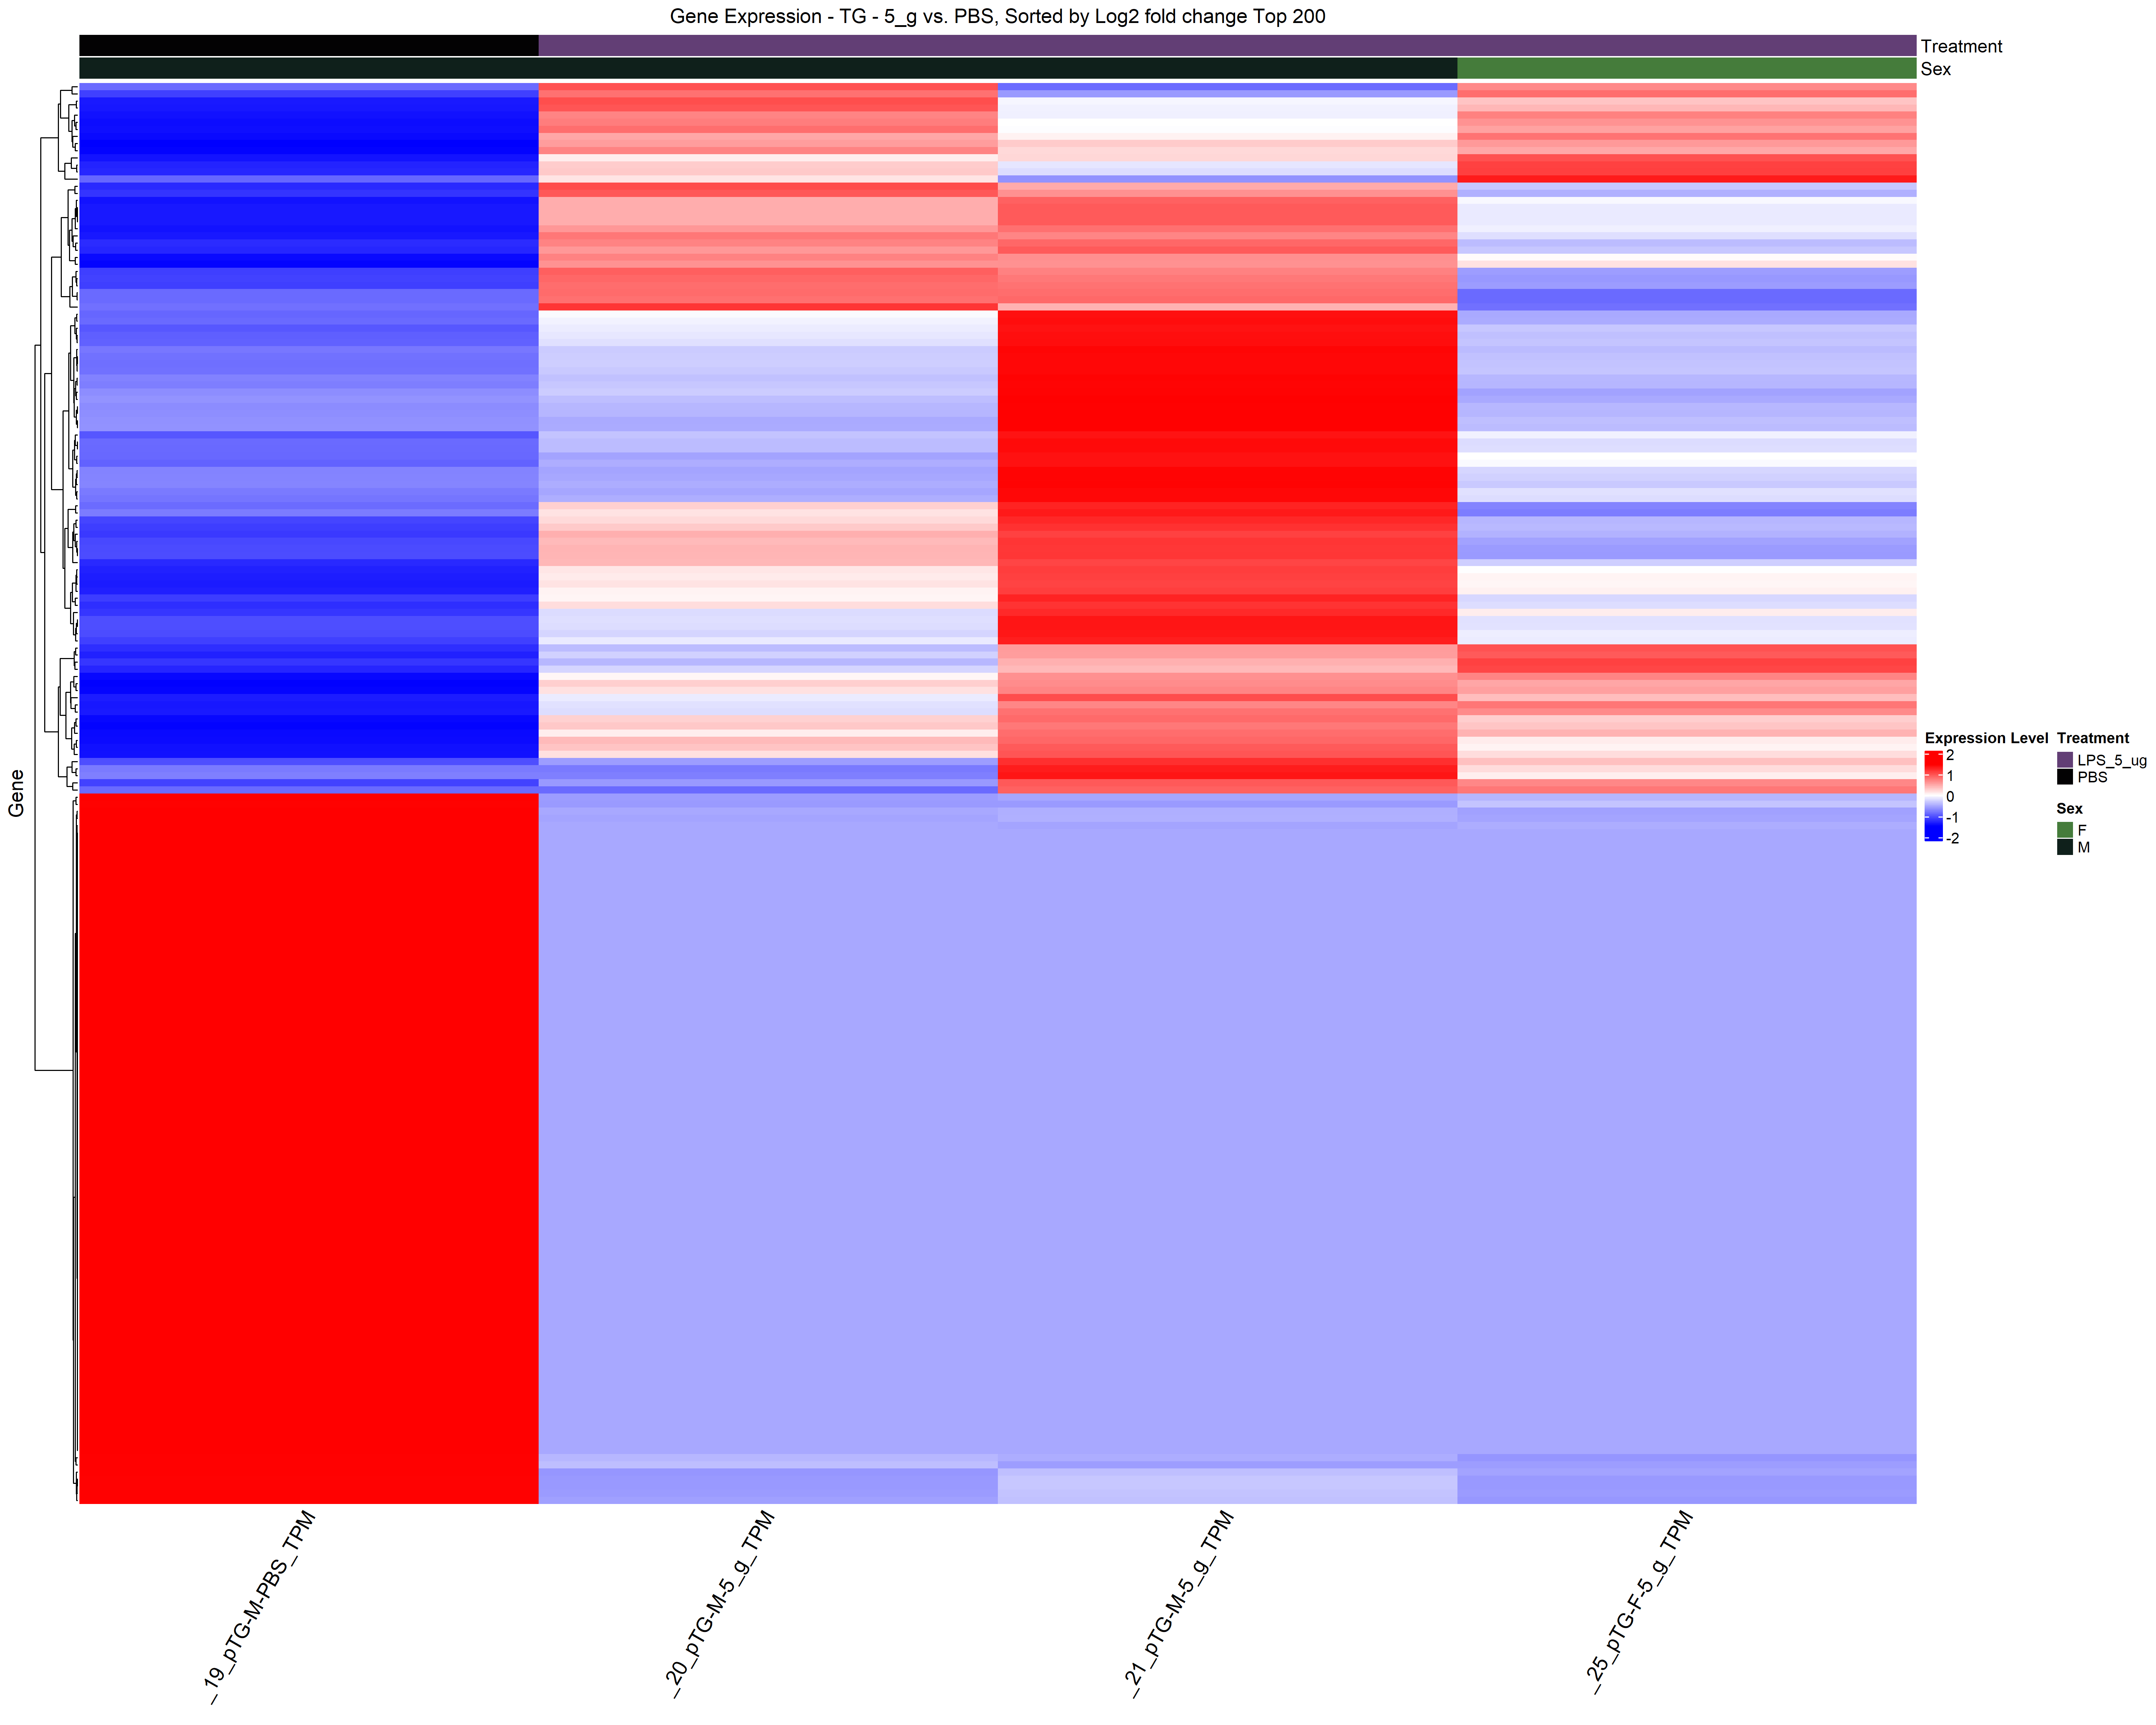 Gene Expression - TG - 5_g vs. PBS, Sorted by Log2 fold change Top 200
Treatment
Sex
Gene
Expression Level
2
1
0
-1
-2
Treatment
LPS_5_ug
PBS
Sex
F
M
_19_pTG-M-PBS_TPM
_20_pTG-M-5_g_TPM
_21_pTG-M-5_g_TPM
_25_pTG-F-5_g_TPM